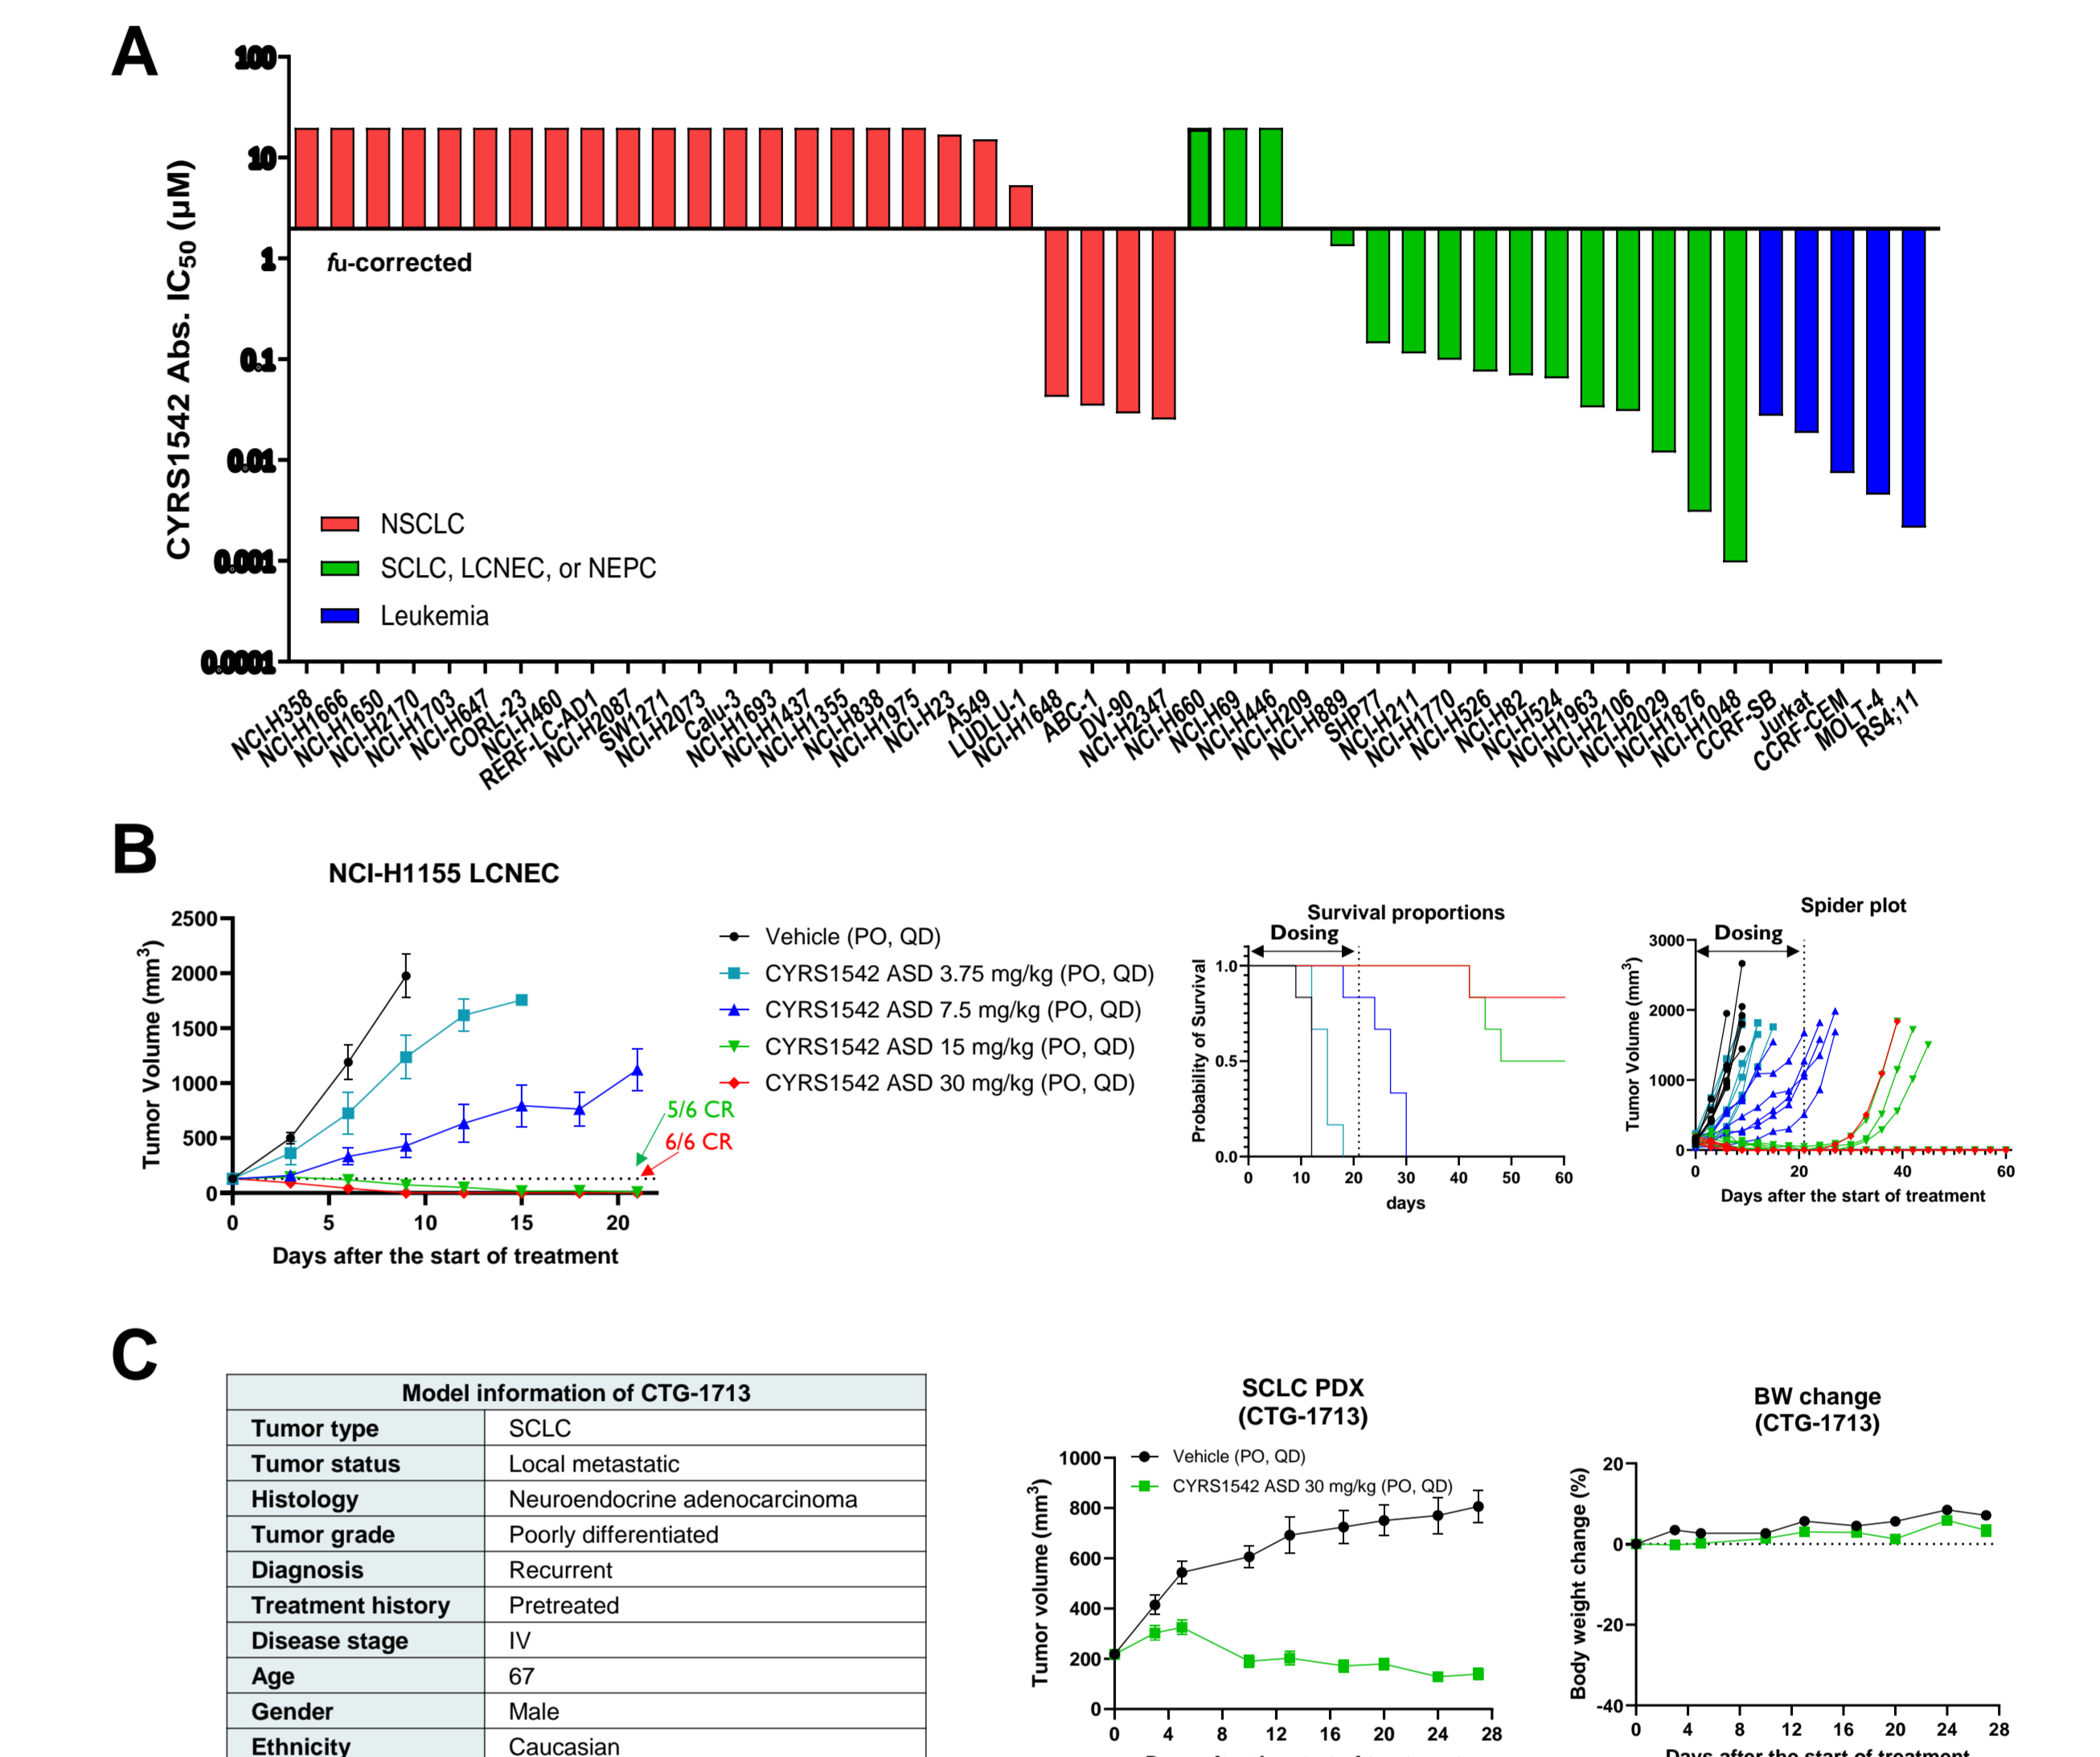 A
100
10
1
0.1
0.01
0.001
0.0001
CYRS1542 Abs. IC50 (µM)
fu-corrected
NSCLC
SCLC, LCNEC, or NEPC
Leukemia
NCI-H358
NCI-H1666
NCI-H1650
NCI-H2170
NCI-H1703
NCI-H647
CORL-23
NCI-H460
RERF-LC-AD1
NCI-H2087
SW1271
NCI-H2073
Calu-3
NCI-H1693
NCI-H1437
NCI-H1355
NCI-H838
NCI-H1975
NCI-H23
A549
LUDLU-1
NCI-H1648
ABC-1
DV-90
NCI-H2347
NCI-H660
NCI-H69
NCI-H446
NCI-H209
NCI-H889
SHP77
NCI-H211
NCI-H1770
NCI-H526
NCI-H82
NCI-H524
NCI-H1963
NCI-H2106
NCI-H2029
NCI-H1876
NCI-H1048
CCRF-SB
Jurkat
CCRF-CEM
MOLT-4
RS4;11
B
NCI-H1155 LCNEC
Tumor Volume (mm3)
2500
2000
1500
1000
500
0
0 5 10 15 20
Days after the start of treatment
5/6 CR
6/6 CR
Vehicle (PO, QD)
CYRS1542 ASD 3.75 mg/kg (PO, QD)
CYRS1542 ASD 7.5 mg/kg (PO, QD)
CYRS1542 ASD 15 mg/kg (PO, QD)
CYRS1542 ASD 30 mg/kg (PO, QD)
Survival proportions
Dosing
Probability of Survival
1.0
0.5
0.0
0 10 20 30 40 50 60
days
Spider plot
Dosing
Tumor Volume (mm3)
3000
2000
1000
0
0 20 40 60
Days after the start of treatment
C
Model information of CTG-1713
Tumor type SCLC
Tumor status Local metastatic
Histology Neuroendocrine adenocarcinoma
Tumor grade Poorly differentiated
Diagnosis Recurrent
Treatment history Pretreated
Disease stage IV
Age 67
Gender Male
Ethnicity Caucasian
SCLC PDX
(CTG-1713)
Vehicle (PO, QD)
CYRS1542 ASD 30 mg/kg (PO, QD)
Tumor volume (mm3)
1000
800
600
400
200
0
0 4 8 12 16 20 24 28
BW change
(CTG-1713)
Body weight change (%)
20
0
-20
-40
0 4 8 12 16 20 24 28
Days after the start of treatment